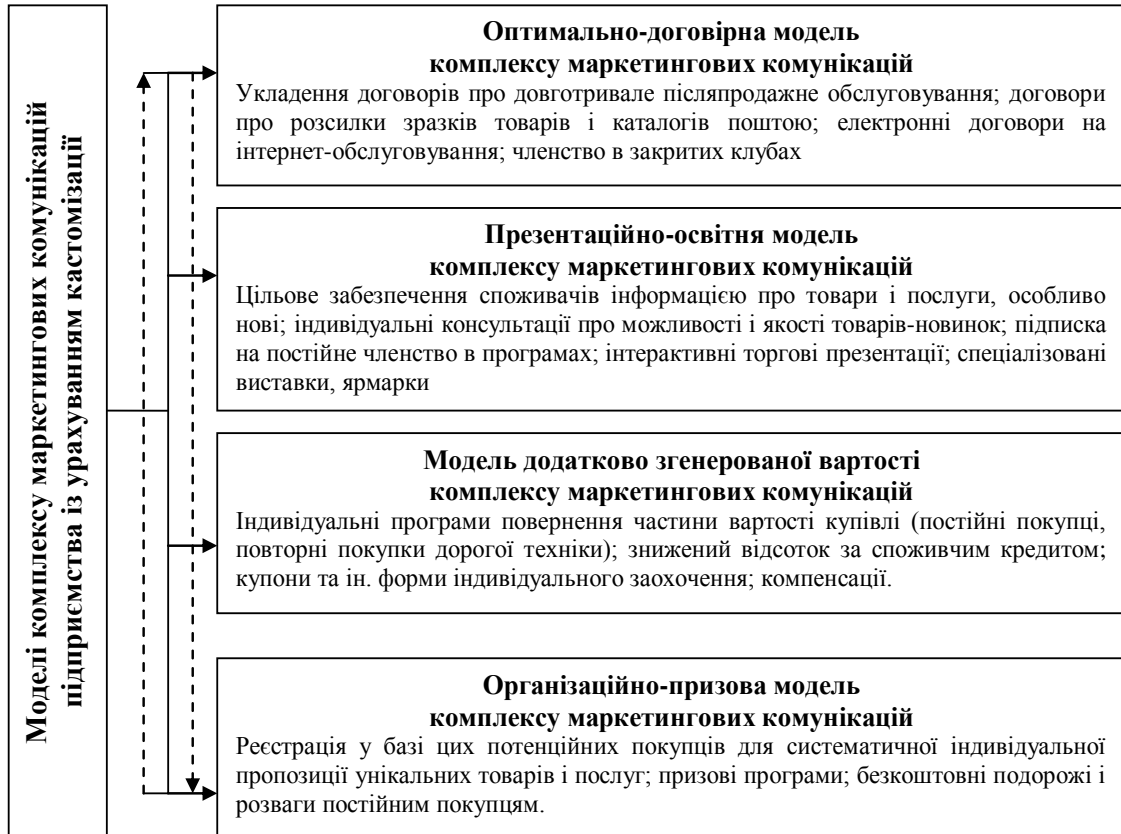 Моделі комплексу маркетингових комунікацій
підприємства із урахуванням кастомізації
Оптимально-договірна модель
комплексу маркетингових комунікацій
Укладення договорів про довготривале післяпродажне обслуговування; договори
про розсилки зразків товарів і каталогів поштою; електронні договори на
інтернет-обслуговування; членство в закритих клубах
Презентаційно-освітня модель
комплексу маркетингових комунікацій
Цільове забезпечення споживачів інформацією про товари і послуги, особливо
нові; індивідуальні консультації про можливості і якості товарів-новинок; підписка
на постійне членство в програмах; інтерактивні торгові презентації; спеціалізовані
виставки, ярмарки
Модель додатково згенерованої вартості
комплексу маркетингових комунікацій
Індивідуальні програми повернення частини вартості купівлі (постійні покупці,
повторні покупки дорогої техніки); знижений відсоток за споживчим кредитом;
купони та ін. форми індивідуального заохочення; компенсації.
Організаційно-призова модель
комплексу маркетингових комунікацій
Реєстрація у базі цих потенційних покупців для систематичної індивідуальної
пропозиції унікальних товарів і послуг; призові програми; безкоштовні подорожі і
розваги постійним покупцям.